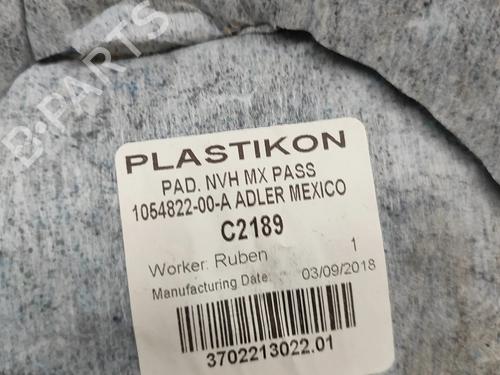 PLASTIKON
PAD. NVH MX PASS
1054822-00-A ADLER MEXICO
C2189
Worker: Ruben 1
Manufacturing Date: 03/09/2018
3702213022.01
B-PARTS